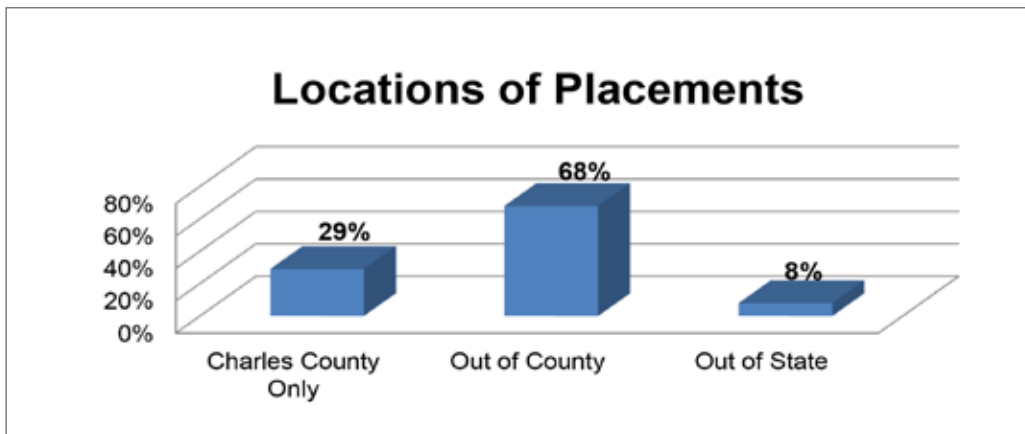 Locations of Placements
68%
80%
29%
60%
40%
8%
20%
0%
Charles County Out of County Out of State
Only